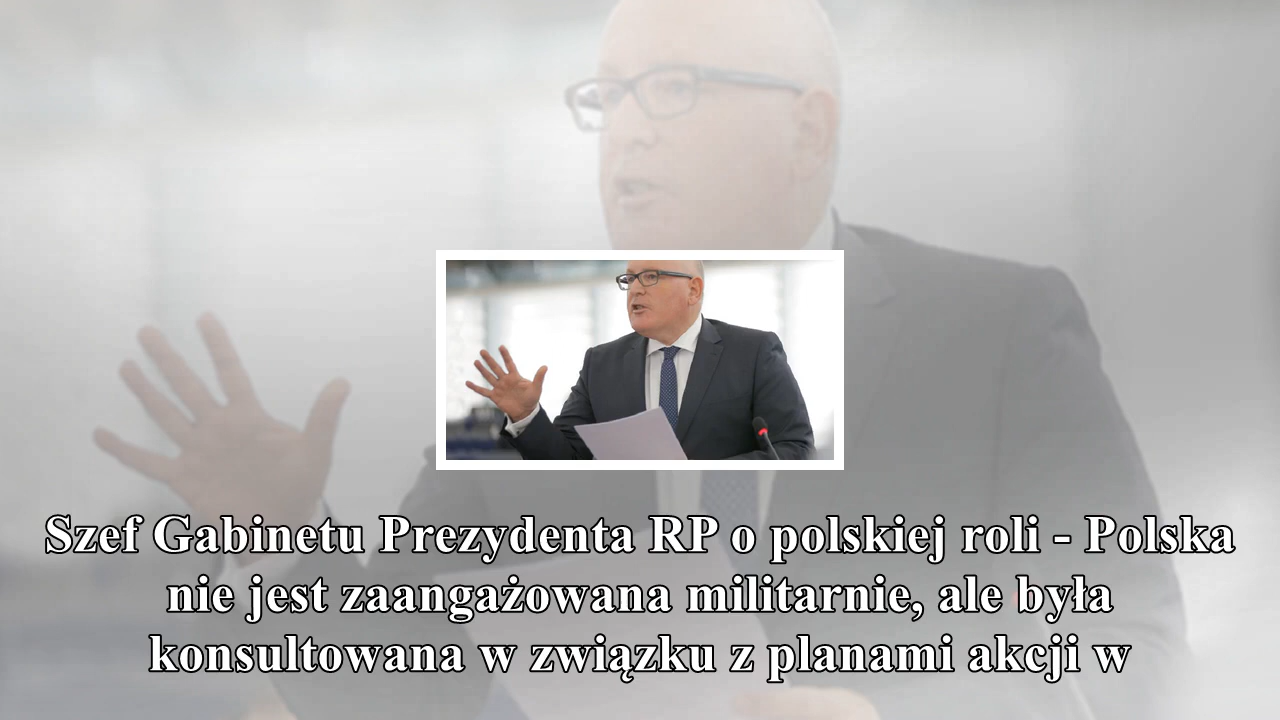 Szef Gabinetu Prezydenta RP o polskiej roli - Polska
nie jest zaangażowana militarnie, ale była
konsultowana w związku z planami akcji w